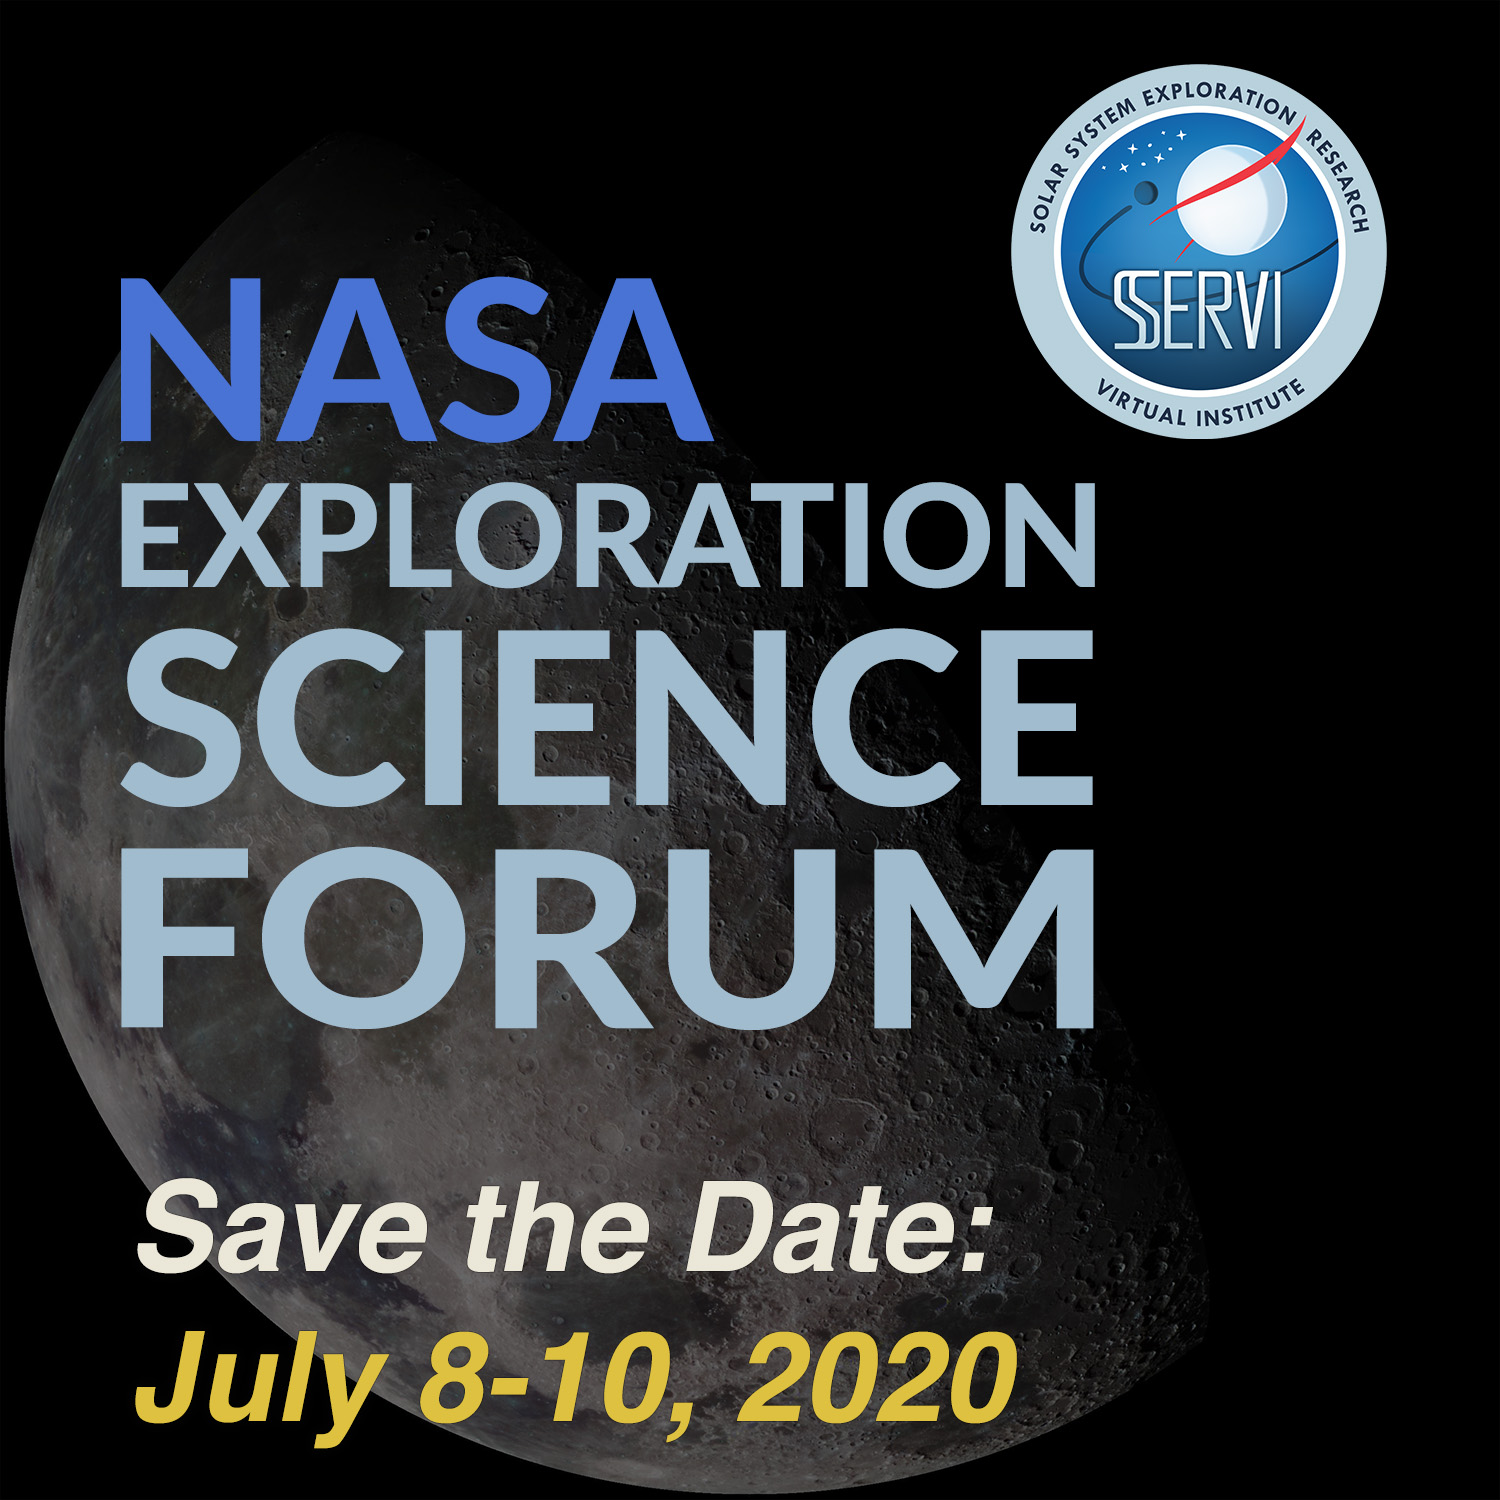 SOLAR SYSTEM EXPLORATION RESEARCH
SSERVI
VIRTUAL INSTITUTE
NASA
EXPLORATION
SCIENCE
FORUM
Save the Date:
July 8-10, 2020